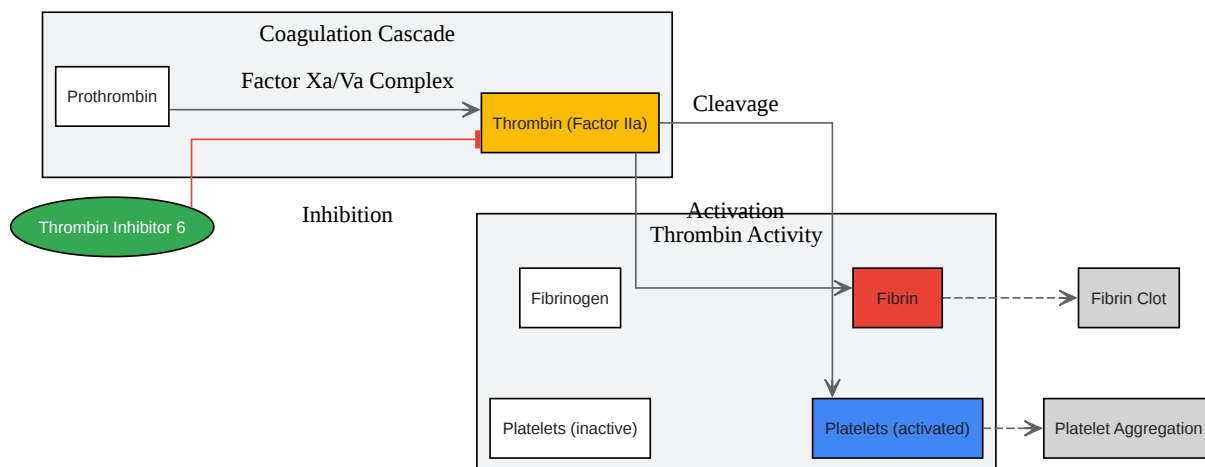 Coagulation Cascade
Factor Xa/Va Complex
Prothrombin
Thrombin (Factor IIa)
Cleavage
Thrombin Inhibitor 6
Inhibition
Activation
Thrombin Activity
Fibrinogen
Fibrin
Fibrin Clot
Platelets (inactive)
Platelets (activated)
Platelet Aggregation